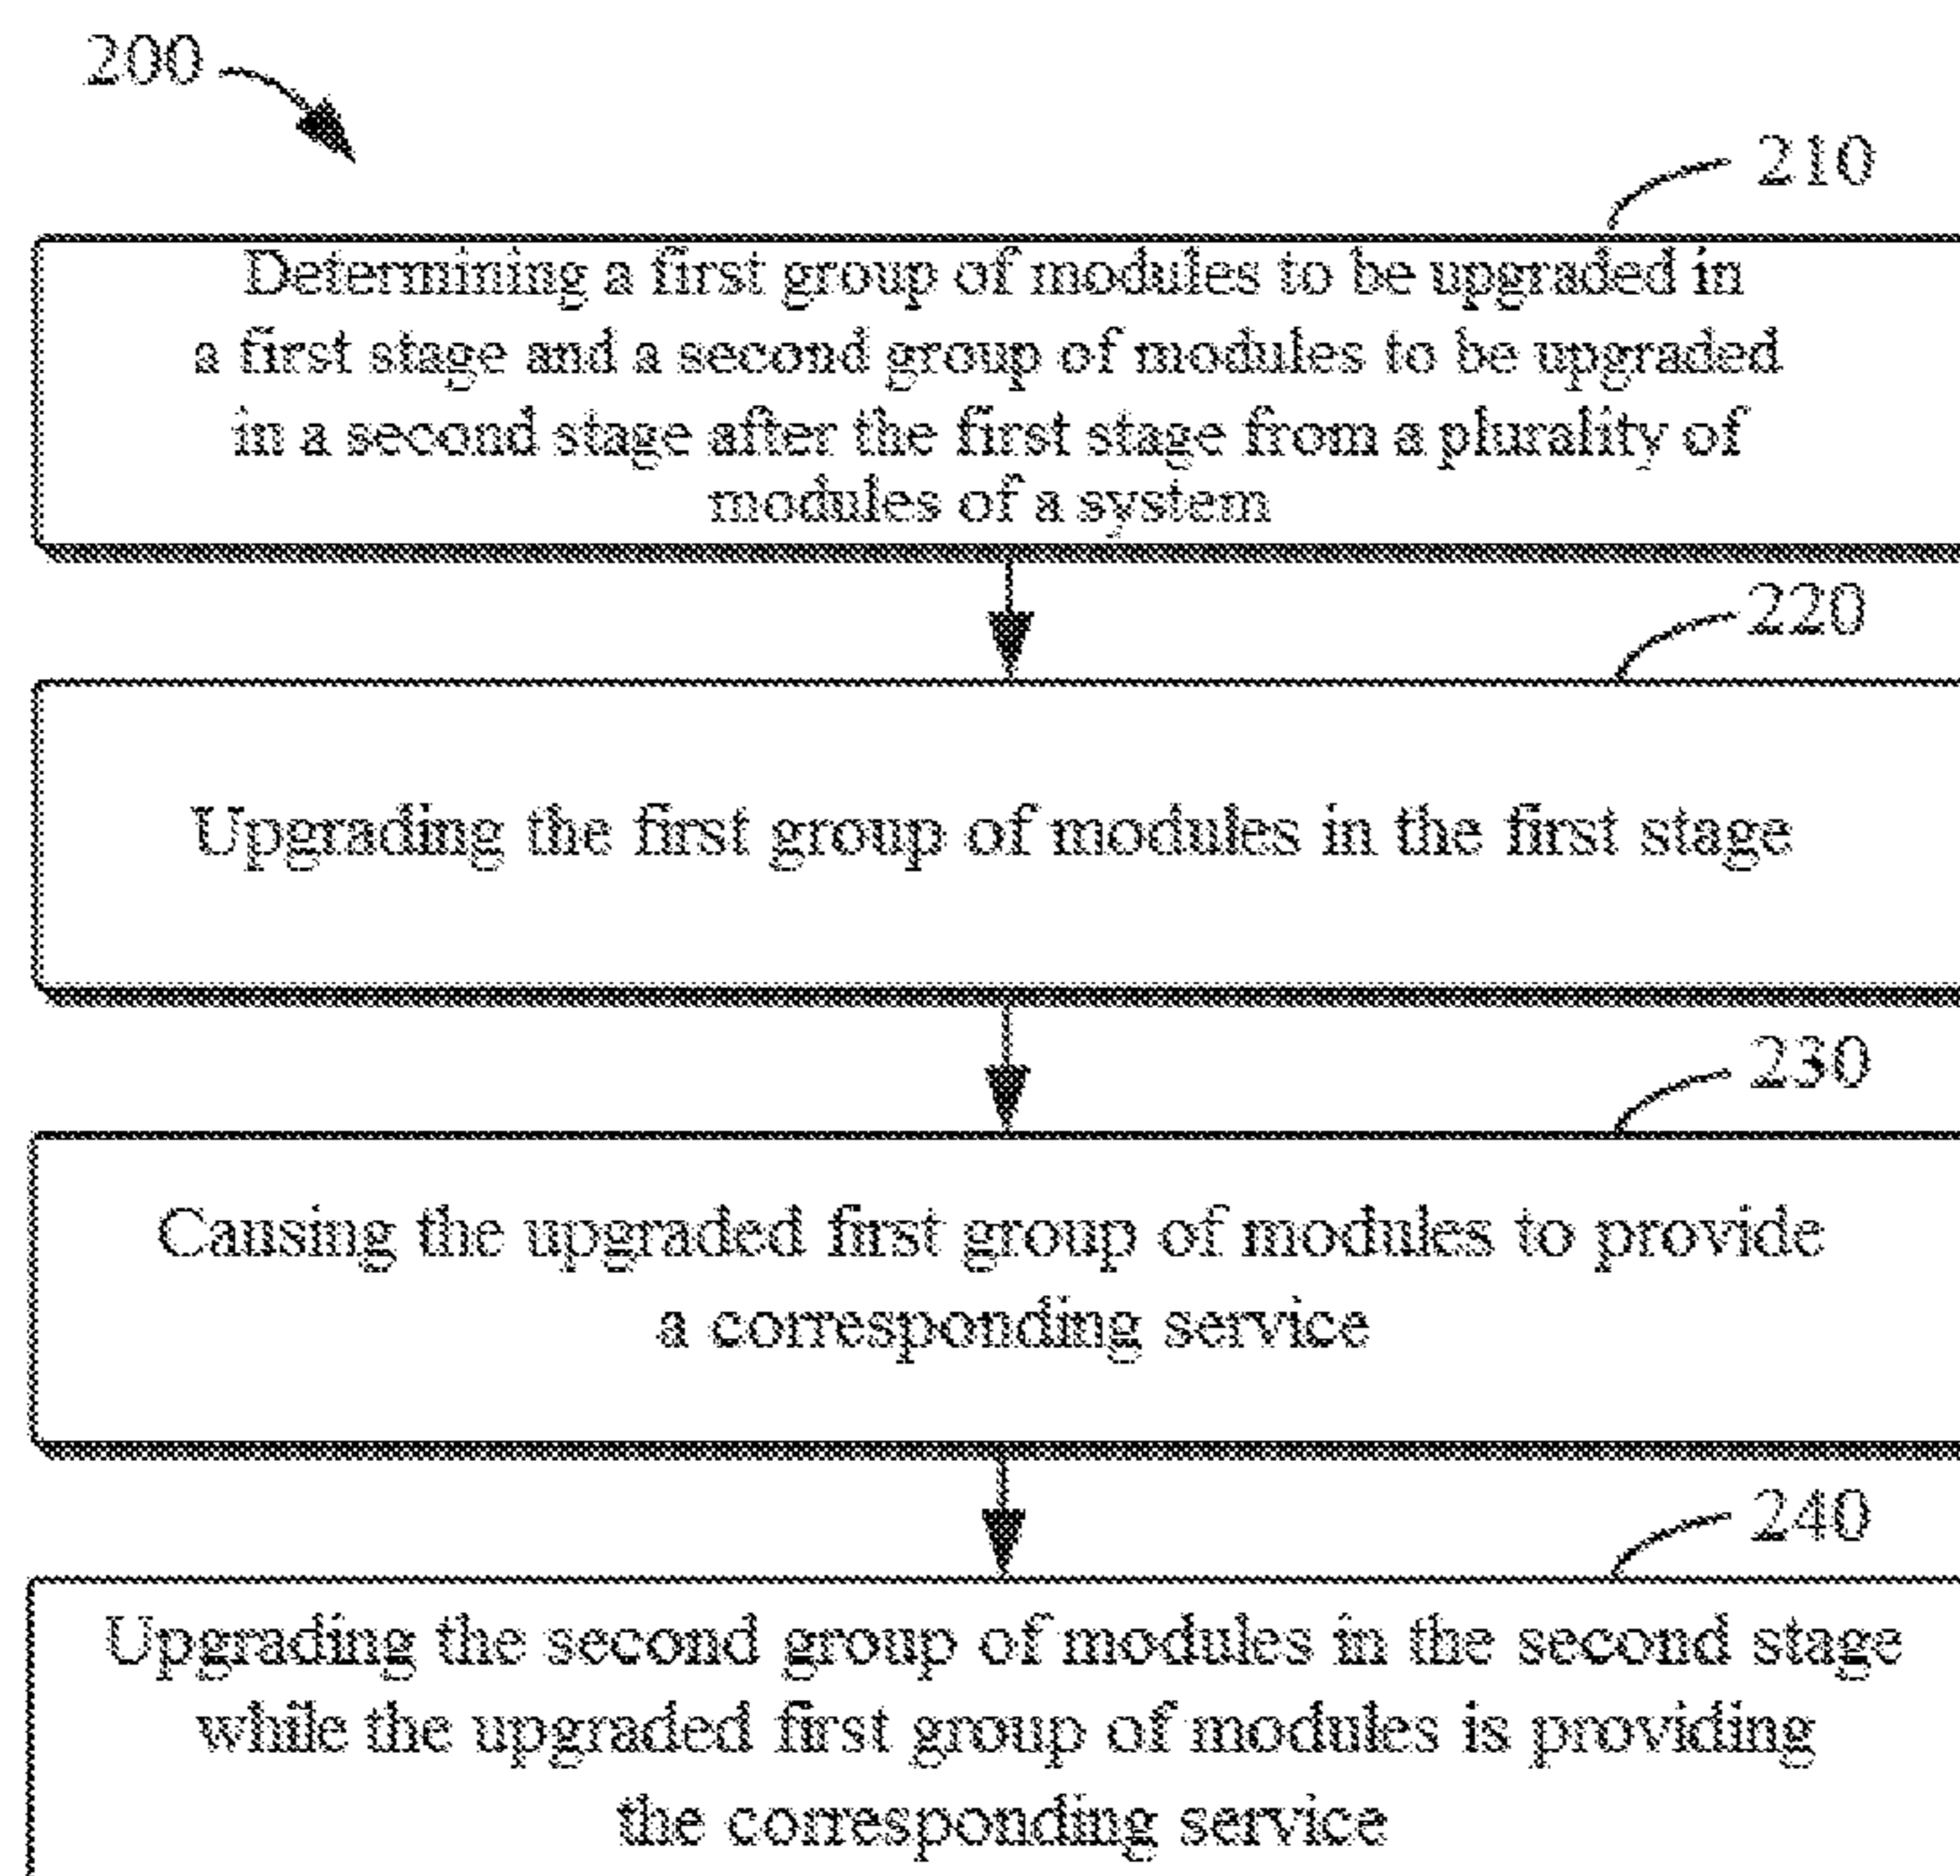 200
210
Determining a first group of modules to be upgraded in
a first stage and a second group of modules to be upgraded
in a second stage after the first stage from a plurality of
modules of a system
220
Upgrading the first group of modules in the first stage
230
Causing the upgraded first group of modules to provide
a corresponding service
240
Upgrading the second group of modules in the second stage
while the upgraded first group of modules is providing
the corresponding service